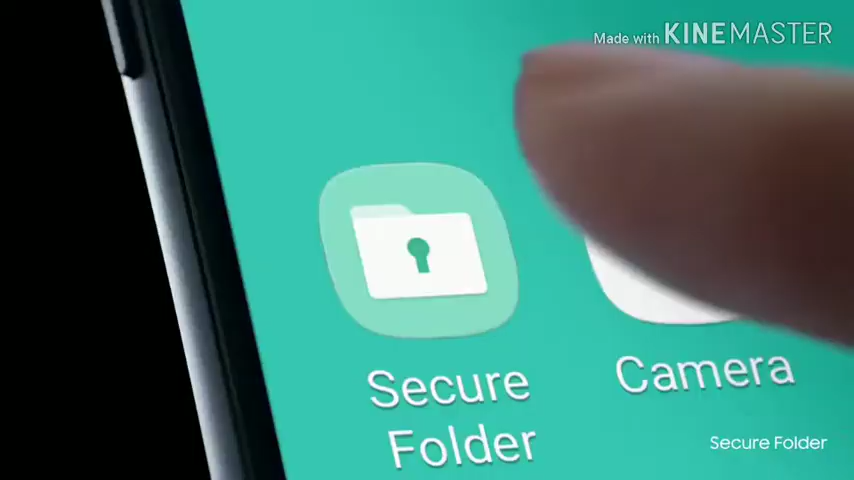 Made with KINEMASTER
Secure
Folder
Camera
Secure Folder